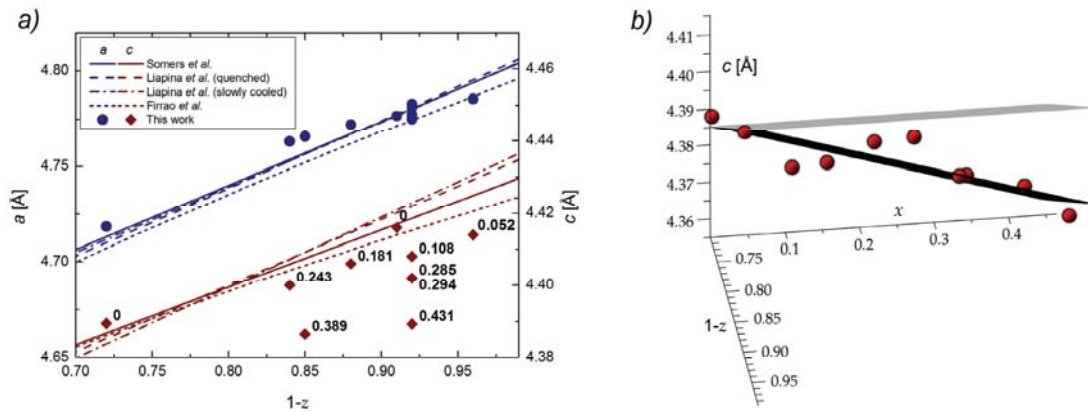 a)
a c
Somers et al.
Liapina et al. (quenched)
Liapina et al. (slowly cooled)
Firrao et al.
This work
4.80
4.75
4.70
4.65
a [Å]
4.46
4.44
4.42
4.40
4.38
c [Å]
0
0.052
0.108
0.181
0.285
0.243
0.294
0
0.389
0.431
0.70 0.75 0.80 0.85 0.90 0.95
1-z
b)
4.41
c [Å]
4.40
4.39
4.38
4.37
4.36
x
0.1 0.2 0.3 0.4
0.75
0.80
1-z
0.85
0.90
0.95